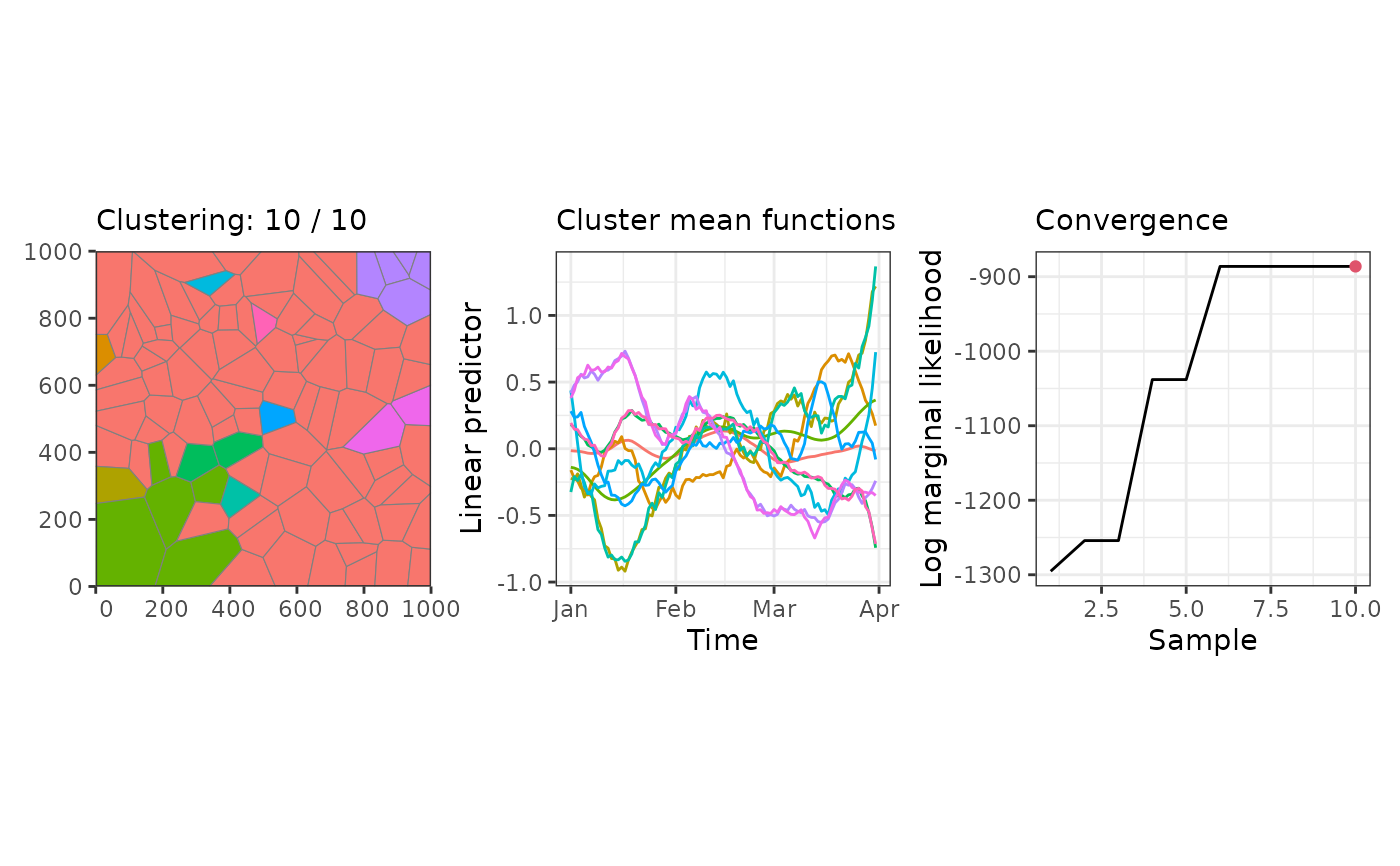 Clustering: 10 / 10
1000
800
600
400
200
0
0 200 400 600 800 1000
Cluster mean functions
Linear predictor
1.0
0.5
0.0
-0.5
-1.0
Jan Feb Mar Apr
Time
Convergence
Log marginal likelihood
-900
-1000
-1100
-1200
-1300
2.5 5.0 7.5 10.0
Sample